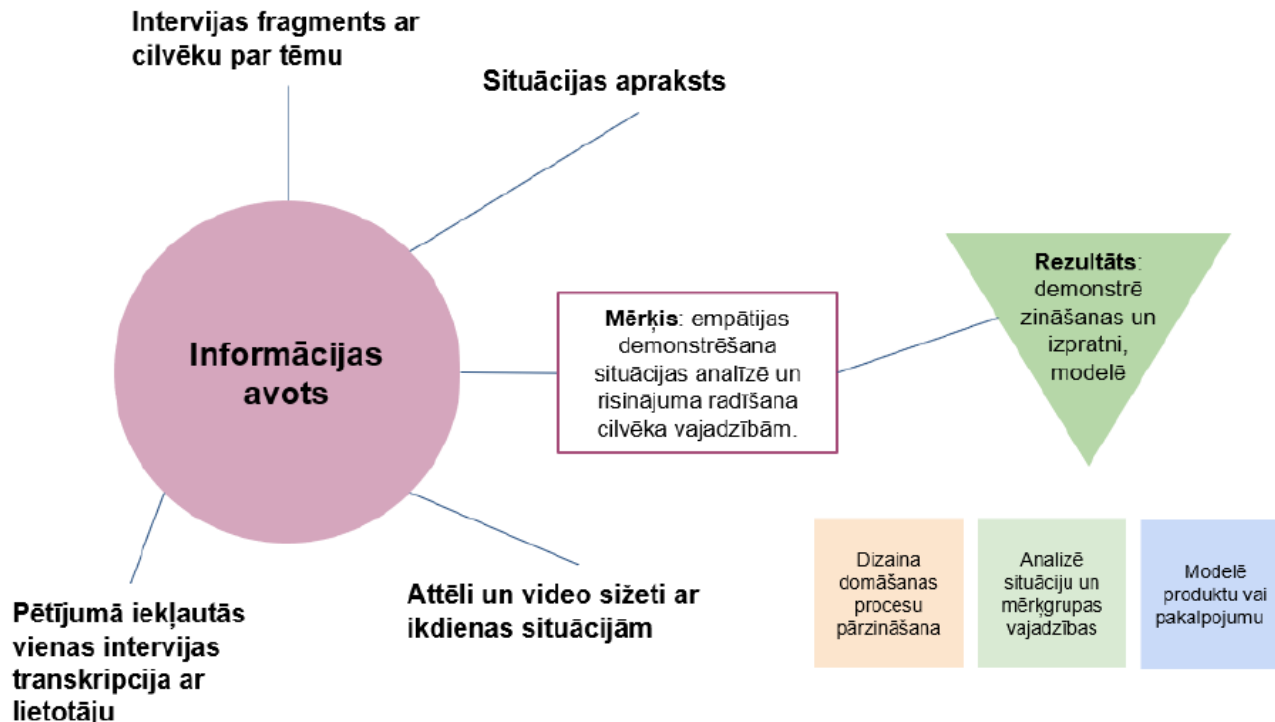 Intervijas fragments ar
cilvēku par tēmu
Situācijas apraksts
Informācijas
avots
Mērķis: empātijas
demonstrēšana
situācijas analīzē un
risinājuma radīšana
cilvēka vajadzībām.
Rezultāts:
demonstrē
zināšanas un
izpratni,
modelē
Pētījumā iekļautās
vienas intervijas
transkripcija ar
lietotāju
Attēli un video sižeti ar
ikdienas situācijām
Dizaina
domāšanas
procesu
pārzināšana
Analizē
situāciju un
mērķgrupas
vajadzības
Modelē
produktu vai
pakalpojumu